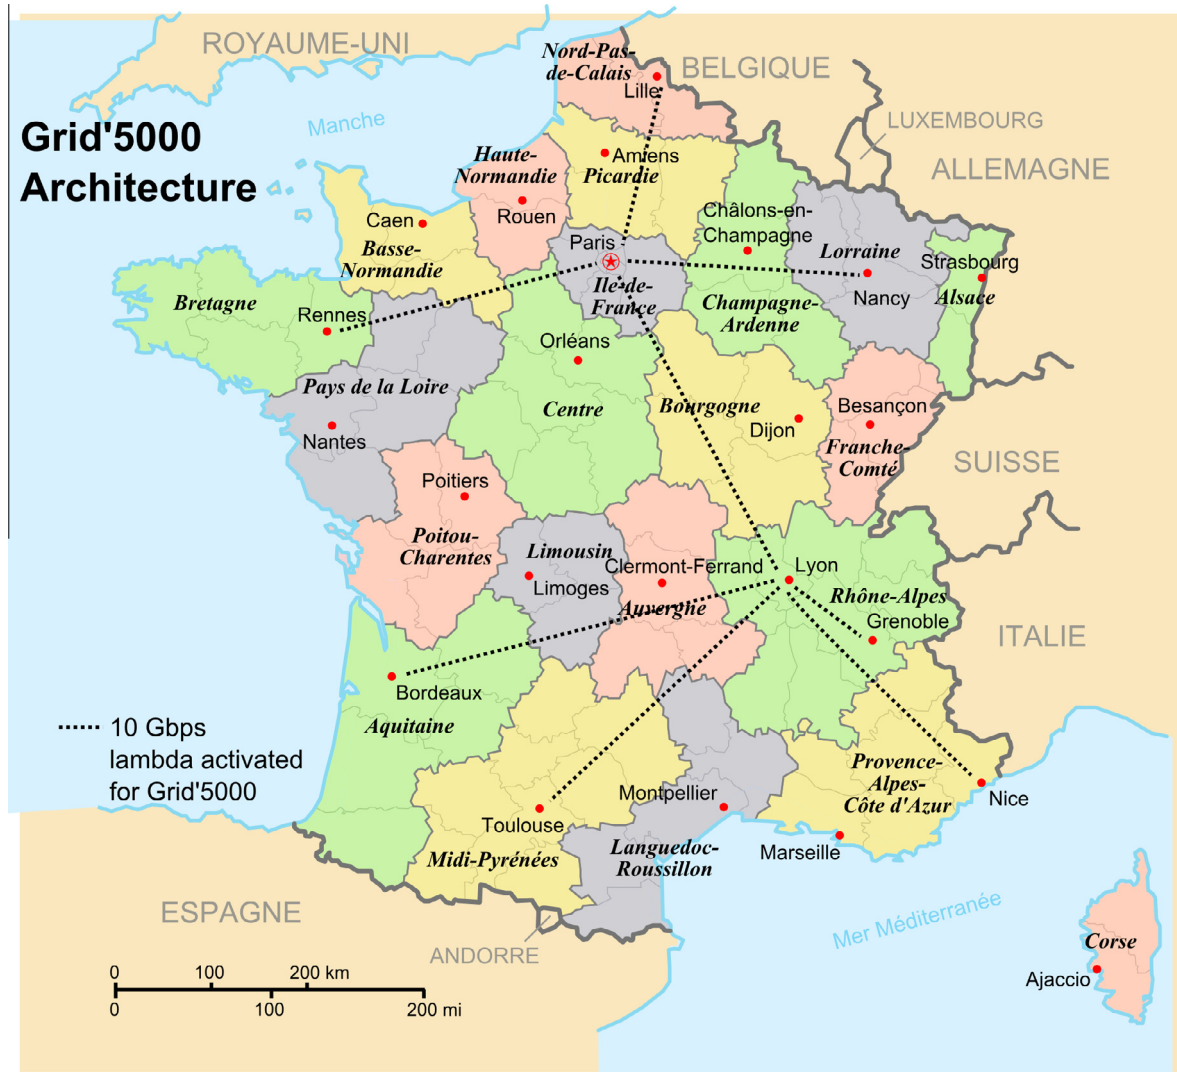 ROYAUME-UNI
Nord-Pas-
de-Calais
Lille
BELGIQUE
Manche
LUXEMBOURG
Grid'5000
Architecture
ALLEMAGNE
Haute-
Normandie
Amiens
Picardie
Rouen
Caen
Basse-
Normandie
Châlons-en-
Champagne
Paris
Lorraine
Strasbourg
Ile-de-
France
Nancy
Alsace
Bretagne
Rennes
Champagne-
Ardenne
Orléans
Pays de la Loire
Centre
Bourgogne
Besançon
Nantes
Dijon
Franche-
Comté
SUISSE
Poitiers
Poitou-
Charentes
Limousin
Limoges
Clermont-Ferrand
Auverghe
Lyon
Rhône-Alpes
Grenoble
ITALIE
Bordeaux
Aquitaine
10 Gbps
lambda activated
for Grid'5000
Provence-
Alpes-
Côte d'Azur
Montpellier
Nice
Toulouse
Marseille
Midi-Pyrénées
Languedoc-
Roussillon
ESPAGNE
ANDORRE
Mer Méditerranée
Corse
Ajaccio
0 100 200 km
0 100 200 mi